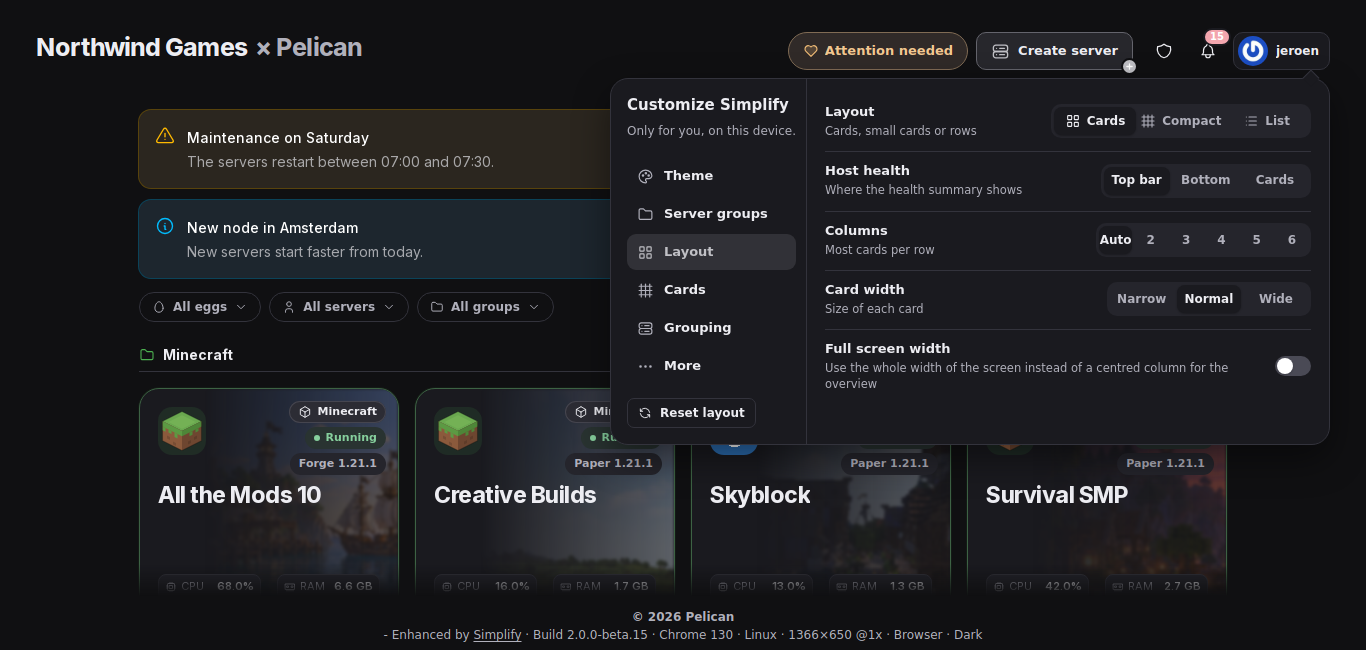 Northwind Games × Pelican
Attention needed
Create server
15
jeroen
Maintenance on Saturday
The servers restart between 07:00 and 07:30.
New node in Amsterdam
New servers start faster from today.
All eggs
All servers
All groups
Minecraft
Customize Simplify
Only for you, on this device.
Theme
Server groups
Layout
Cards
Grouping
More
Reset layout
Layout
Cards, small cards or rows
Cards Compact List
Host health
Where the health summary shows
Top bar Bottom Cards
Columns
Most cards per row
Auto 2 3 4 5 6
Card width
Size of each card
Narrow Normal Wide
Full screen width
Use the whole width of the screen instead of a centred column for the
overview
Minecraft
Running
Forge 1.21.1
All the Mods 10
CPU 68.0% RAM 6.6 GB
Paper 1.21.1
Creative Builds
CPU 16.0% RAM 1.7 GB
Paper 1.21.1
Skyblock
CPU 13.0% RAM 1.3 GB
Paper 1.21.1
Survival SMP
CPU 42.0% RAM 2.7 GB
© 2026 Pelican
- Enhanced by Simplify · Build 2.0.0-beta.15 · Chrome 130 · Linux · 1366×650 @1x · Browser · Dark